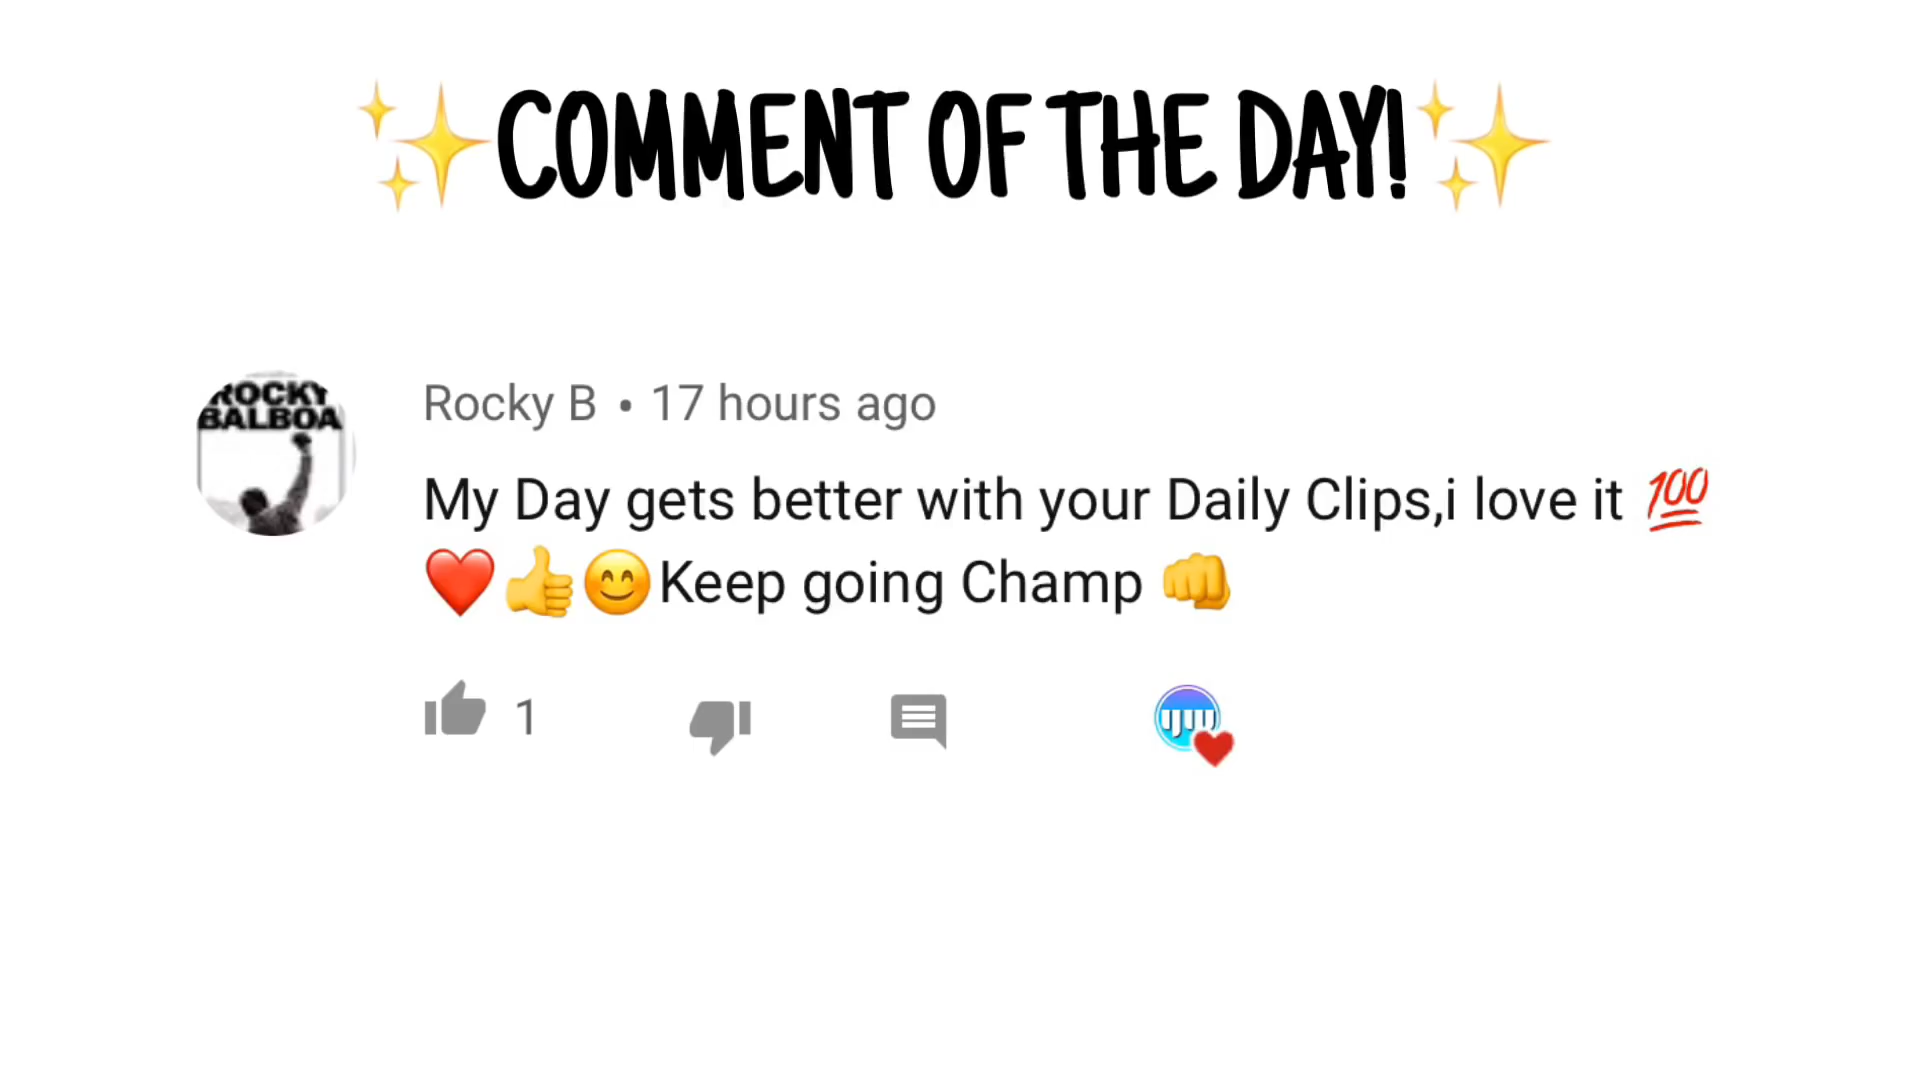 ✨COMMENT OF THE DAY!✨
ROCKY
BALBOA
Rocky B • 17 hours ago
My Day gets better with your Daily Clips,i love it 💯
❤️👍😊Keep going Champ 👊
1